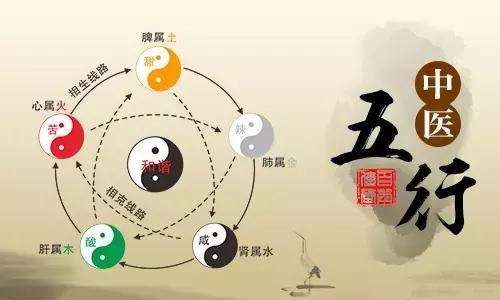 脾属土
甜
相生线路
心属火
苦
辣
肺属金
和谐
相克线路
酸
肝属木
咸
肾属水
中医
五行